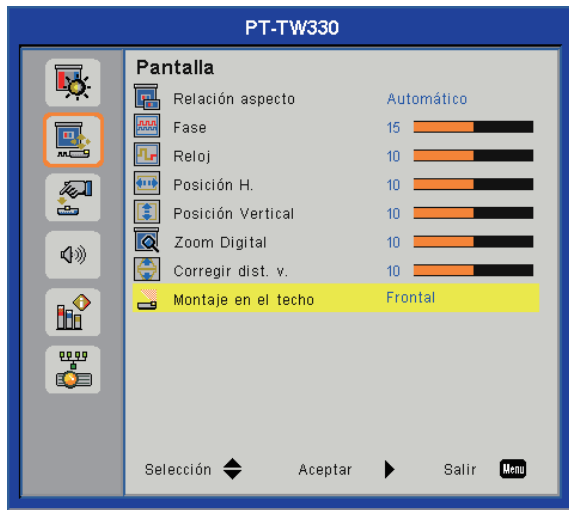 PT-TW330
Pantalla
Relación aspecto Automático
Fase 15
Reloj 10
Posición H. 10
Posición Vertical 10
Zoom Digital 10
Corregir dist. v. 10
Montaje en el techo Frontal
Selección Aceptar Salir Menu